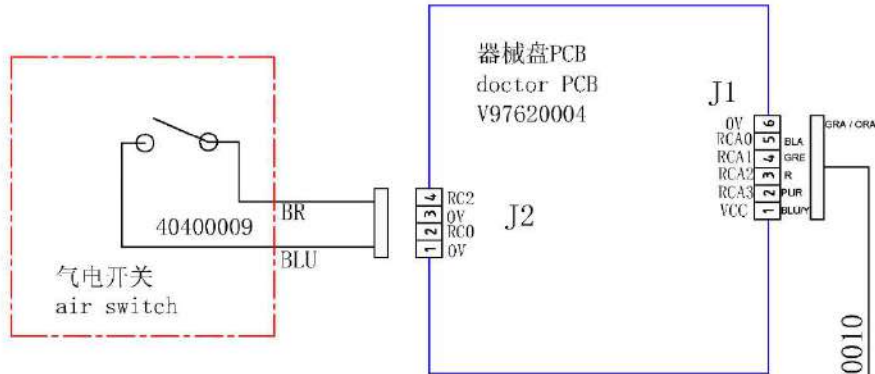 器械盘PCB
doctor PCB
V97620004
J1
0V 6 GRA / ORA
RCA0 5 BLA
RCA1 4 GRE
RCA2 3 R
RCA3 2 PUR
VCC 1 BLU/Y
J2
4 RC2
3 0V
2 RC0
1 0V
BR
40400009
BLU
气电开关
air switch
0010